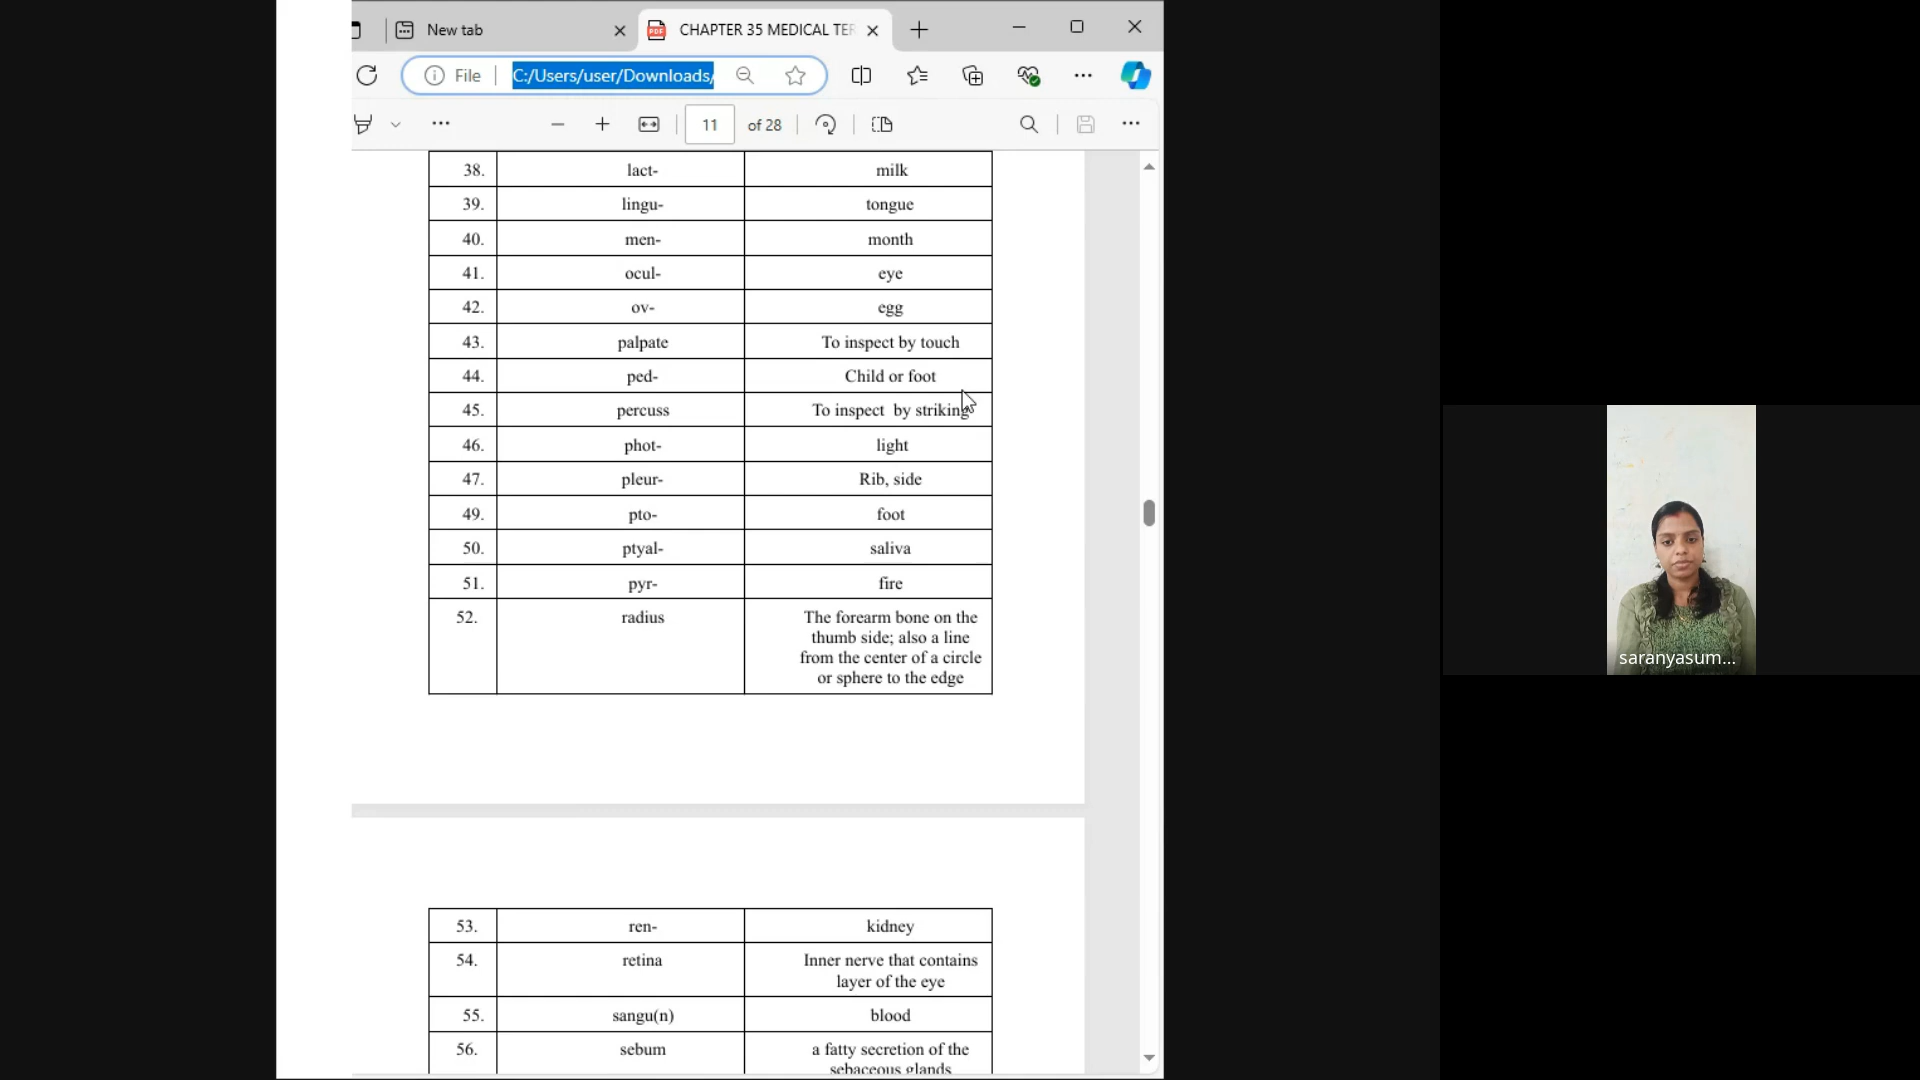 New tab
CHAPTER 35 MEDICAL TER
File
C:/Users/user/Downloads/
11 of 28
38. lact- milk
39. lingu- tongue
40. men- month
41. ocul- eye
42. ov- egg
43. palpate To inspect by touch
44. ped- Child or foot
45. percuss To inspect by striking
46. phot- light
47. pleur- Rib, side
49. pto- foot
50. ptyal- saliva
51. pyr- fire
52. radius The forearm bone on the
thumb side; also a line
from the center of a circle
or sphere to the edge
53. ren- kidney
54. retina Inner nerve that contains
layer of the eye
55. sangu(n) blood
56. sebum a fatty secretion of the
sebaceous glands
saranyasum...